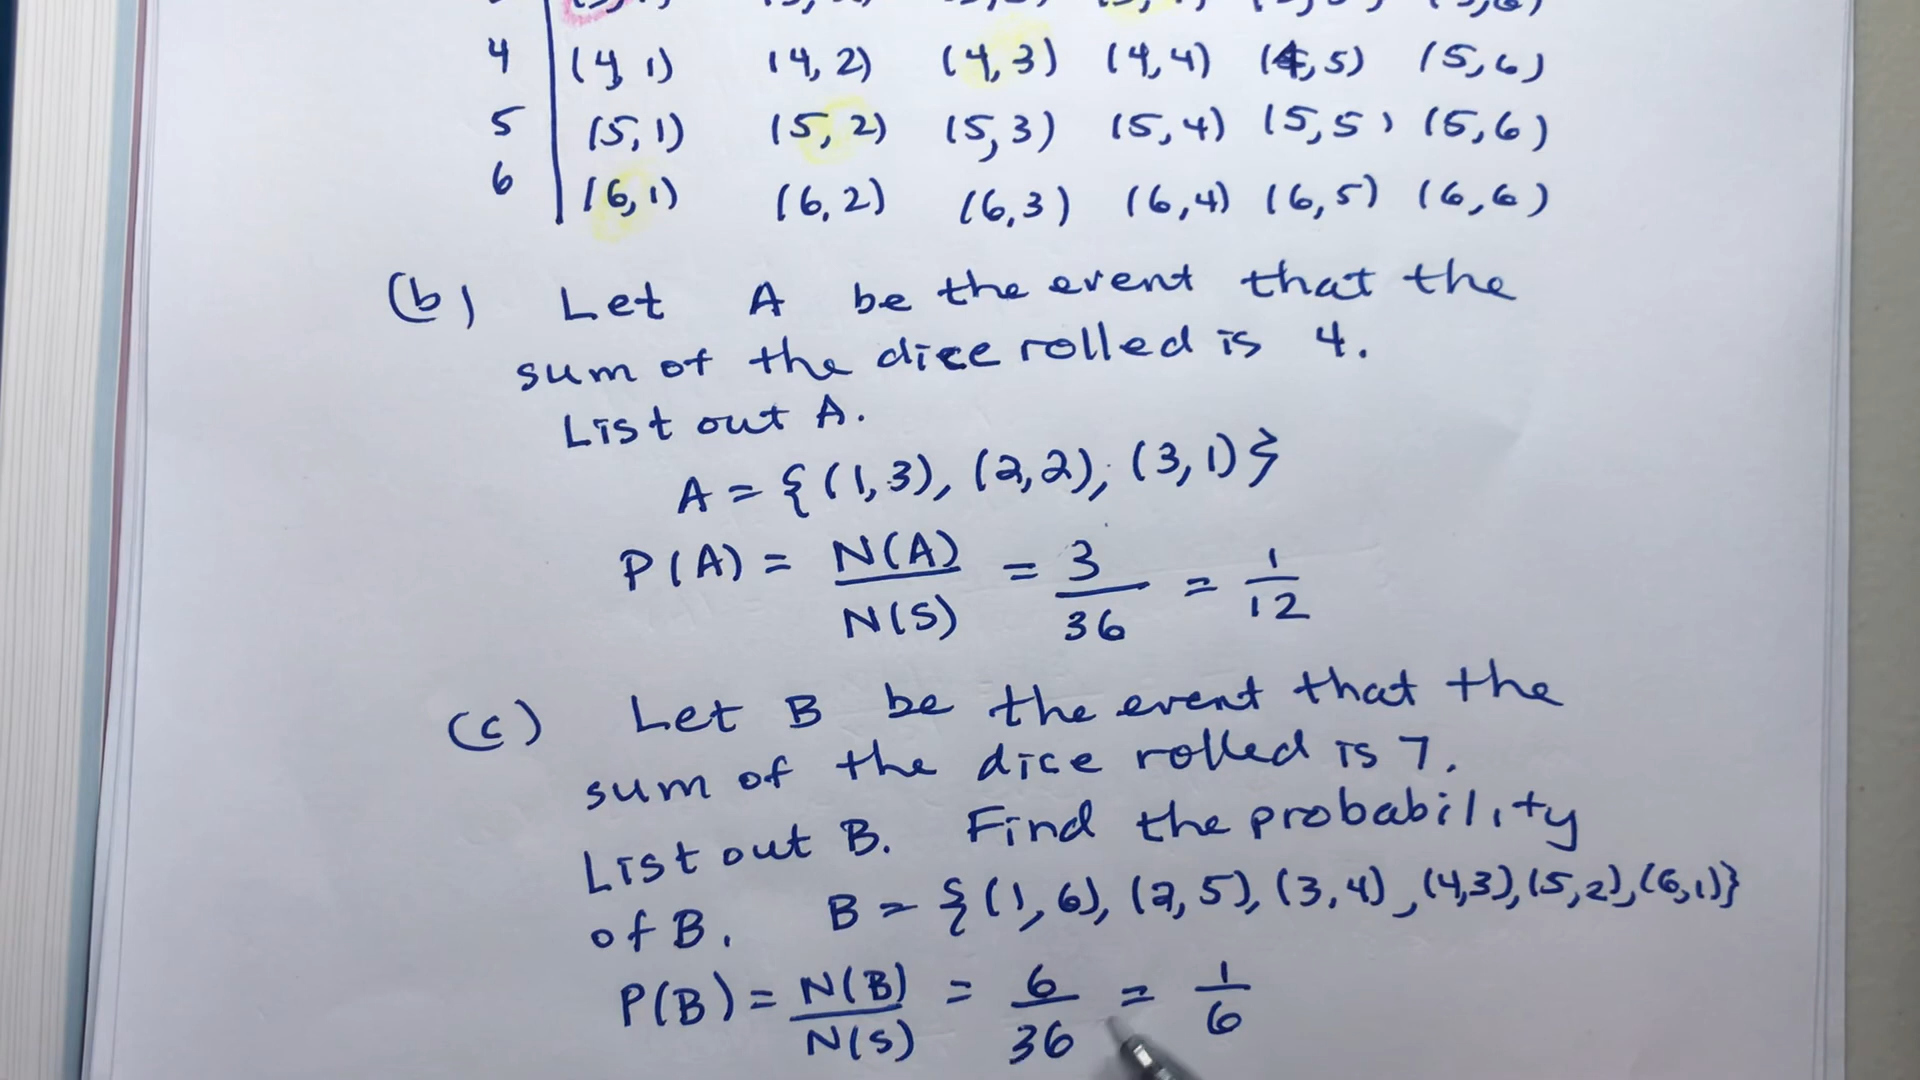 4 (4, 1) (4, 2) (4, 3) (4, 4) (4, 5) (5, 6)
5 (5, 1) (5, 2) (5, 3) (5, 4) (5, 5) (5, 6)
6 (6, 1) (6, 2) (6, 3) (6, 4) (6, 5) (6, 6)
(b) Let A be the event that the
sum of the dice rolled is 4.
List out A.
A = {(1, 3), (2, 2), (3, 1)}
P(A) = N(A)/N(S) = 3/36 = 1/12
(c) Let B be the event that the
sum of the dice rolled is 7.
List out B. Find the probability
of B. B = {(1, 6), (2, 5), (3, 4), (4, 3), (5, 2), (6, 1)}
P(B) = N(B)/N(S) = 6/36 = 1/6